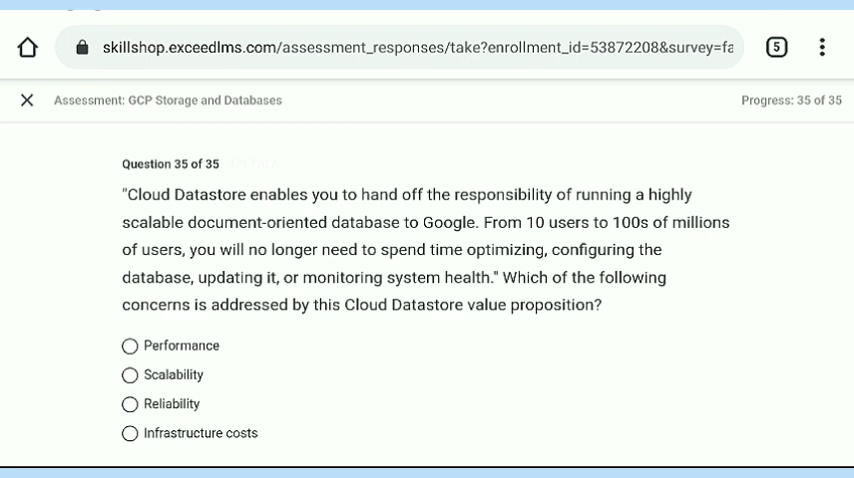 skillshop.exceedlms.com/assessment_responses/take?enrollment_id=53872208&survey=fa
5
Assessment: GCP Storage and Databases
Progress: 35 of 35
Question 35 of 35
"Cloud Datastore enables you to hand off the responsibility of running a highly
scalable document-oriented database to Google. From 10 users to 100s of millions
of users, you will no longer need to spend time optimizing, configuring the
database, updating it, or monitoring system health." Which of the following
concerns is addressed by this Cloud Datastore value proposition?
Performance
Scalability
Reliability
Infrastructure costs